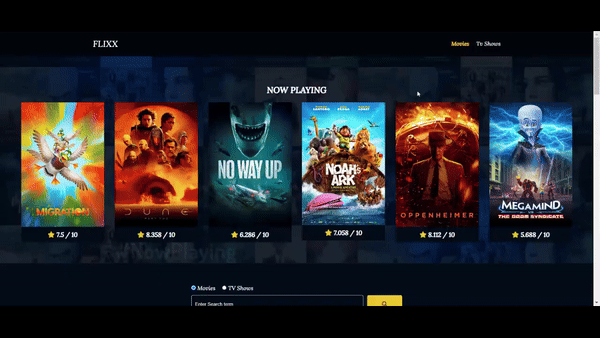 FLIXX
Movies Tv Shows
NOW PLAYING
MIGRATION
DUNE
NO WAY UP
NOAH'S
ARK
OPPENHEIMER
MEGAMIND
THE DOOM SYNDICATE
7.5 / 10
8.358 / 10
6.286 / 10
7.058 / 10
8.112 / 10
5.688 / 10
#NowPlaying
Movies TV Shows
Enter Search term